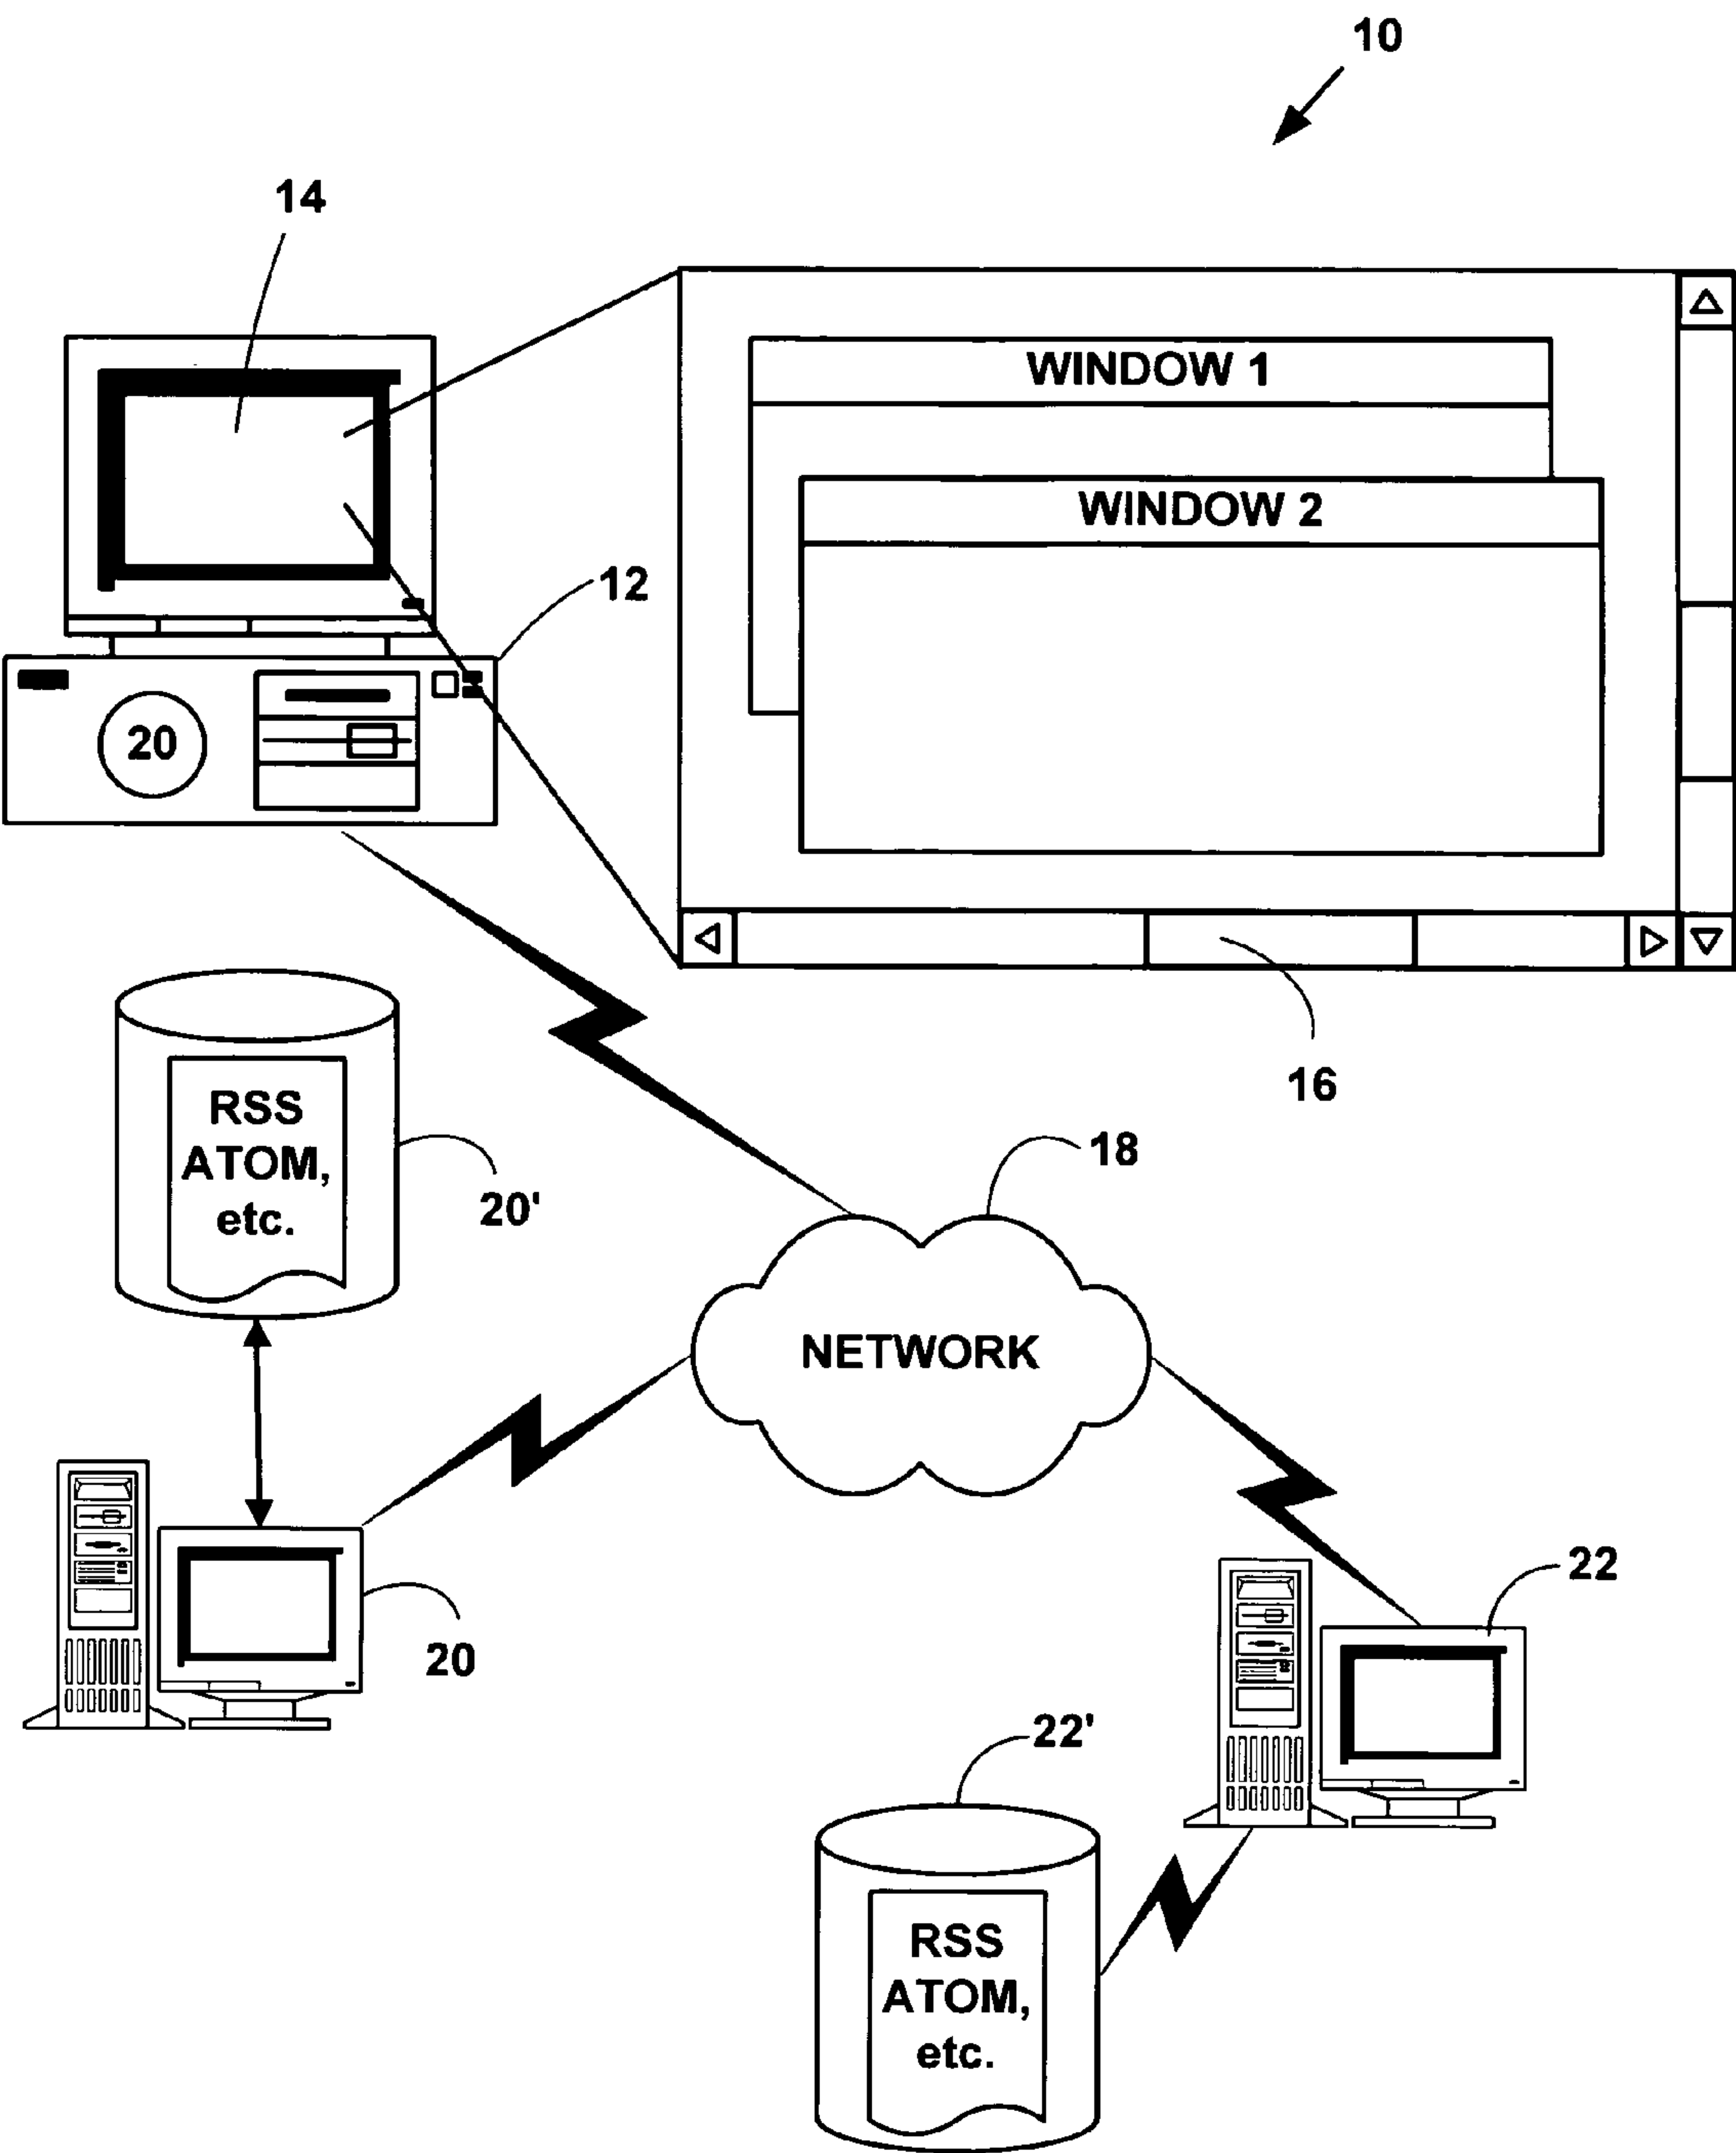 10
14
WINDOW 1
WINDOW 2
12
20
16
RSS
ATOM,
etc.
20'
18
NETWORK
20
22
22'
RSS
ATOM,
etc.